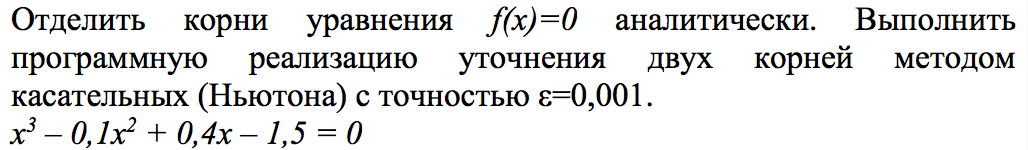 Отделить корни уравнения f(x)=0 аналитически. Выполнить
программную реализацию уточнения двух корней методом
касательных (Ньютона) с точностью ε=0,001.
x³ – 0,1x² + 0,4x – 1,5 = 0